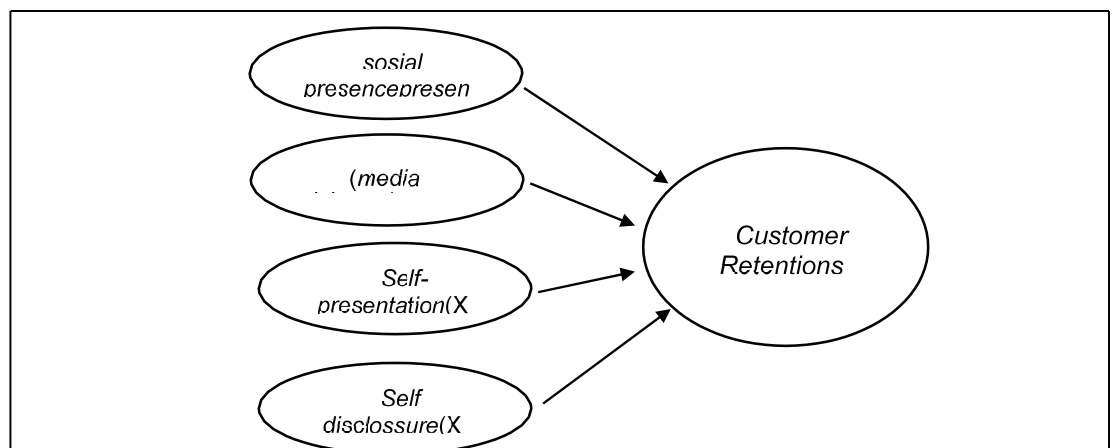 sosial
presencepresen
(media
Self-
presentation(X
Self
disclossure(X
Customer
Retentions